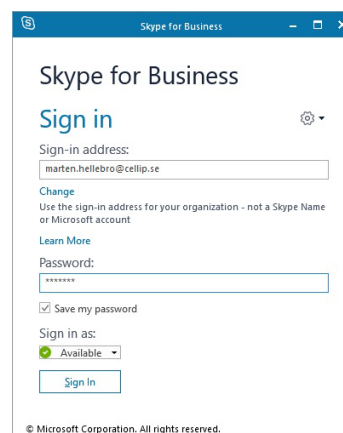 Skype for Business
Skype for Business
Sign in
Sign-in address:
marten.hellebro@cellip.se
Change
Use the sign-in address for your organization - not a Skype Name
or Microsoft account
Learn More
Password:
*******
Save my password
Sign in as:
Available
Sign In
© Microsoft Corporation. All rights reserved.